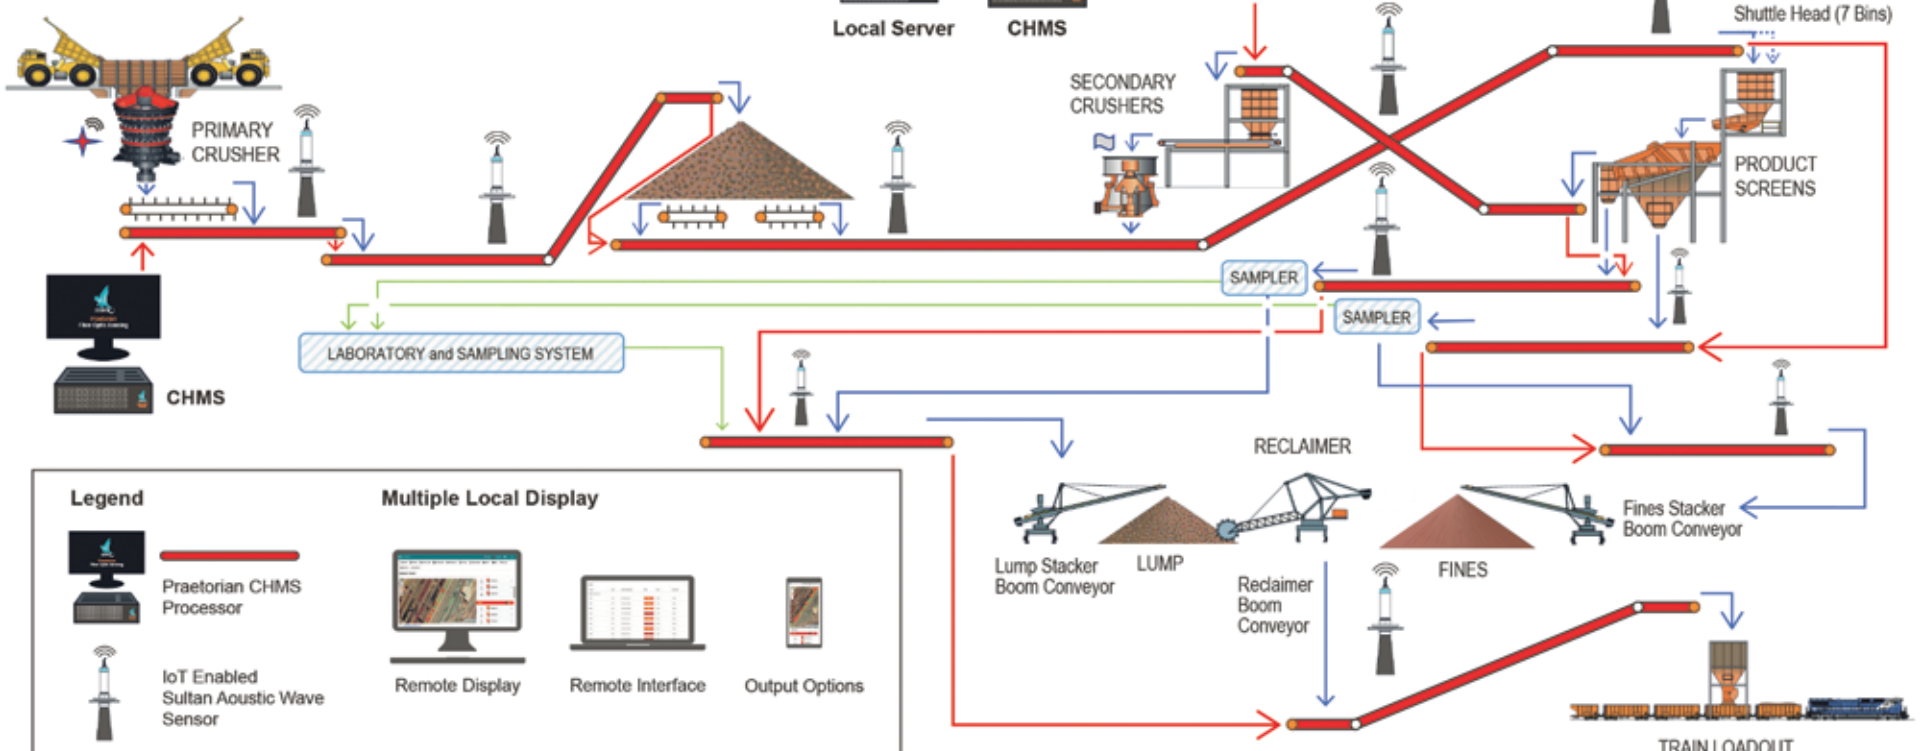 Local Server
CHMS
Shuttle Head (7 Bins)
SECONDARY
CRUSHERS
PRIMARY
CRUSHER
PRODUCT
SCREENS
SAMPLER
SAMPLER
LABORATORY and SAMPLING SYSTEM
CHMS
RECLAIMER
Legend
Multiple Local Display
Fines Stacker
Boom Conveyor
Lump Stacker
Boom Conveyor
LUMP
FINES
Reclaimer
Boom
Conveyor
Praetorian CHMS
Processor
IoT Enabled
Sultan Aoustic Wave
Sensor
Remote Display
Remote Interface
Output Options
TRAIN LOADOUT